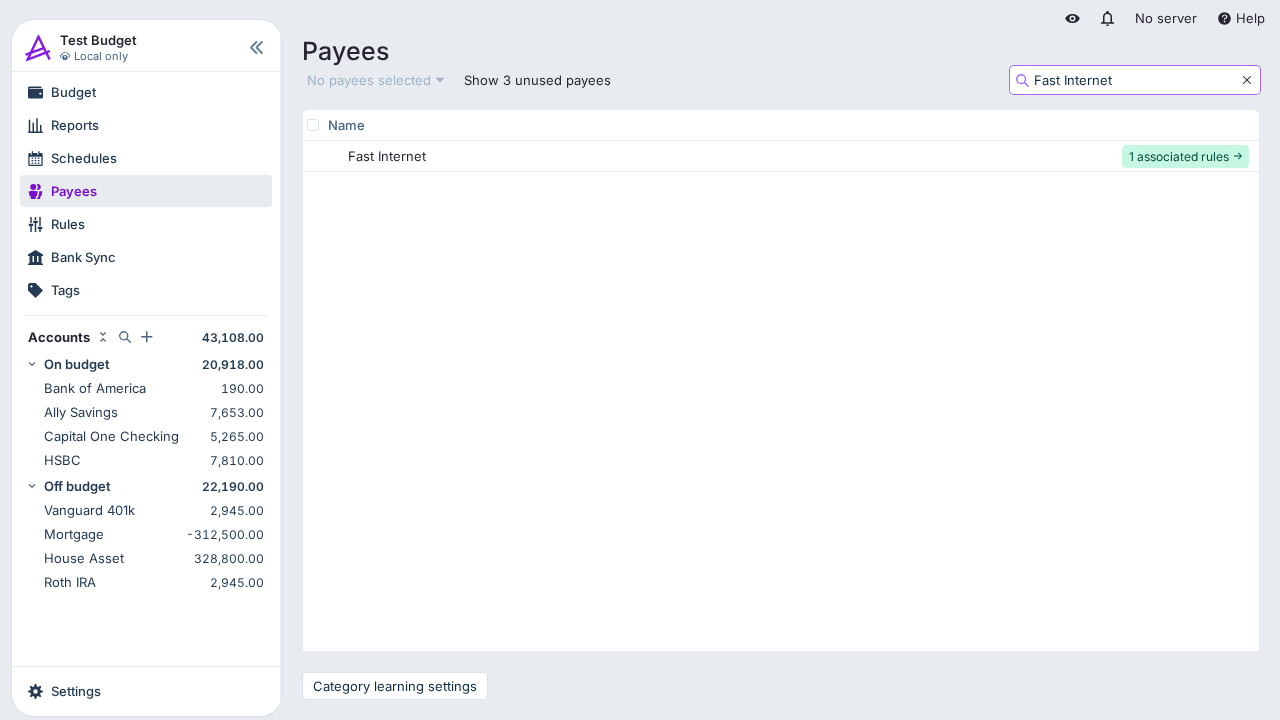 No server
Help
Test Budget
Local only
Budget
Reports
Schedules
Payees
Rules
Bank Sync
Tags
Accounts 43,108.00
On budget 20,918.00
Bank of America 190.00
Ally Savings 7,653.00
Capital One Checking 5,265.00
HSBC 7,810.00
Off budget 22,190.00
Vanguard 401k 2,945.00
Mortgage -312,500.00
House Asset 328,800.00
Roth IRA 2,945.00
Settings
Payees
No payees selected Show 3 unused payees Fast Internet
Name
Fast Internet 1 associated rules →
Category learning settings